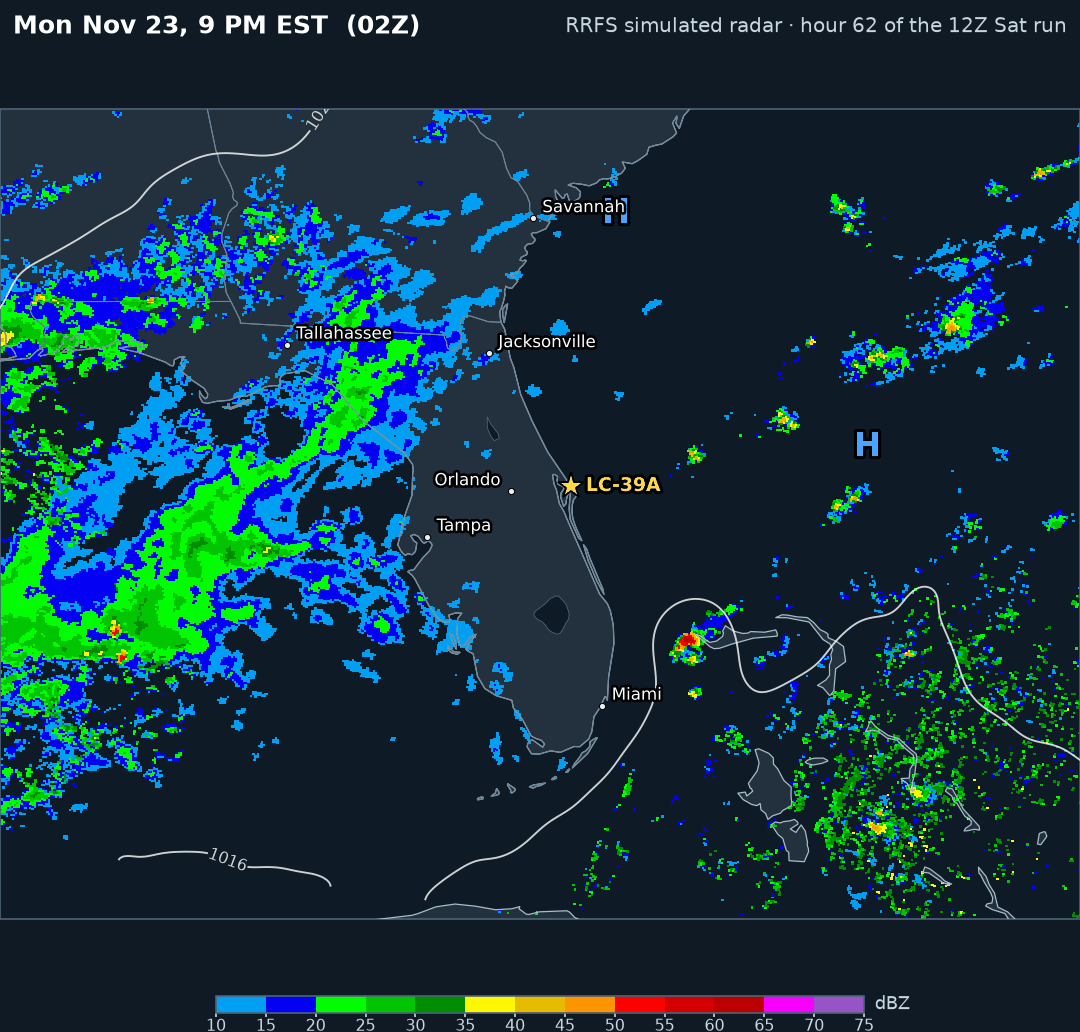 Mon Nov 23, 9 PM EST (02Z)
RRFS simulated radar · hour 62 of the 12Z Sat run
Savannah
H
Tallahassee
Jacksonville
H
Orlando
LC-39A
Tampa
Miami
1016
dBZ
10 15 20 25 30 35 40 45 50 55 60 65 70 75